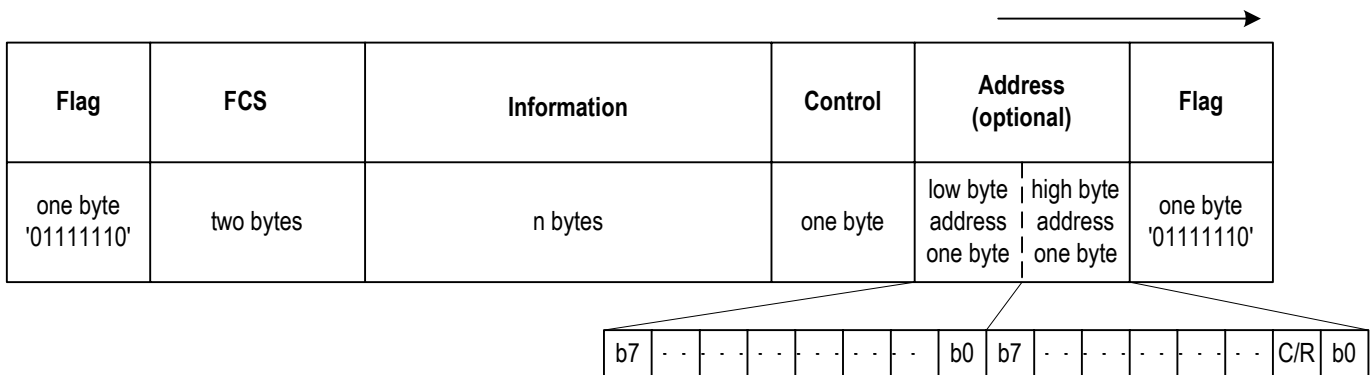 Flag
FCS
Information
Control
Address
(optional)
Flag
one byte
'01111110'
two bytes
n bytes
one byte
low byte
address
one byte
high byte
address
one byte
one byte
'01111110'
b7 - - - - - - - - - - - - b0 b7 - - - - - - - - - - C/R b0